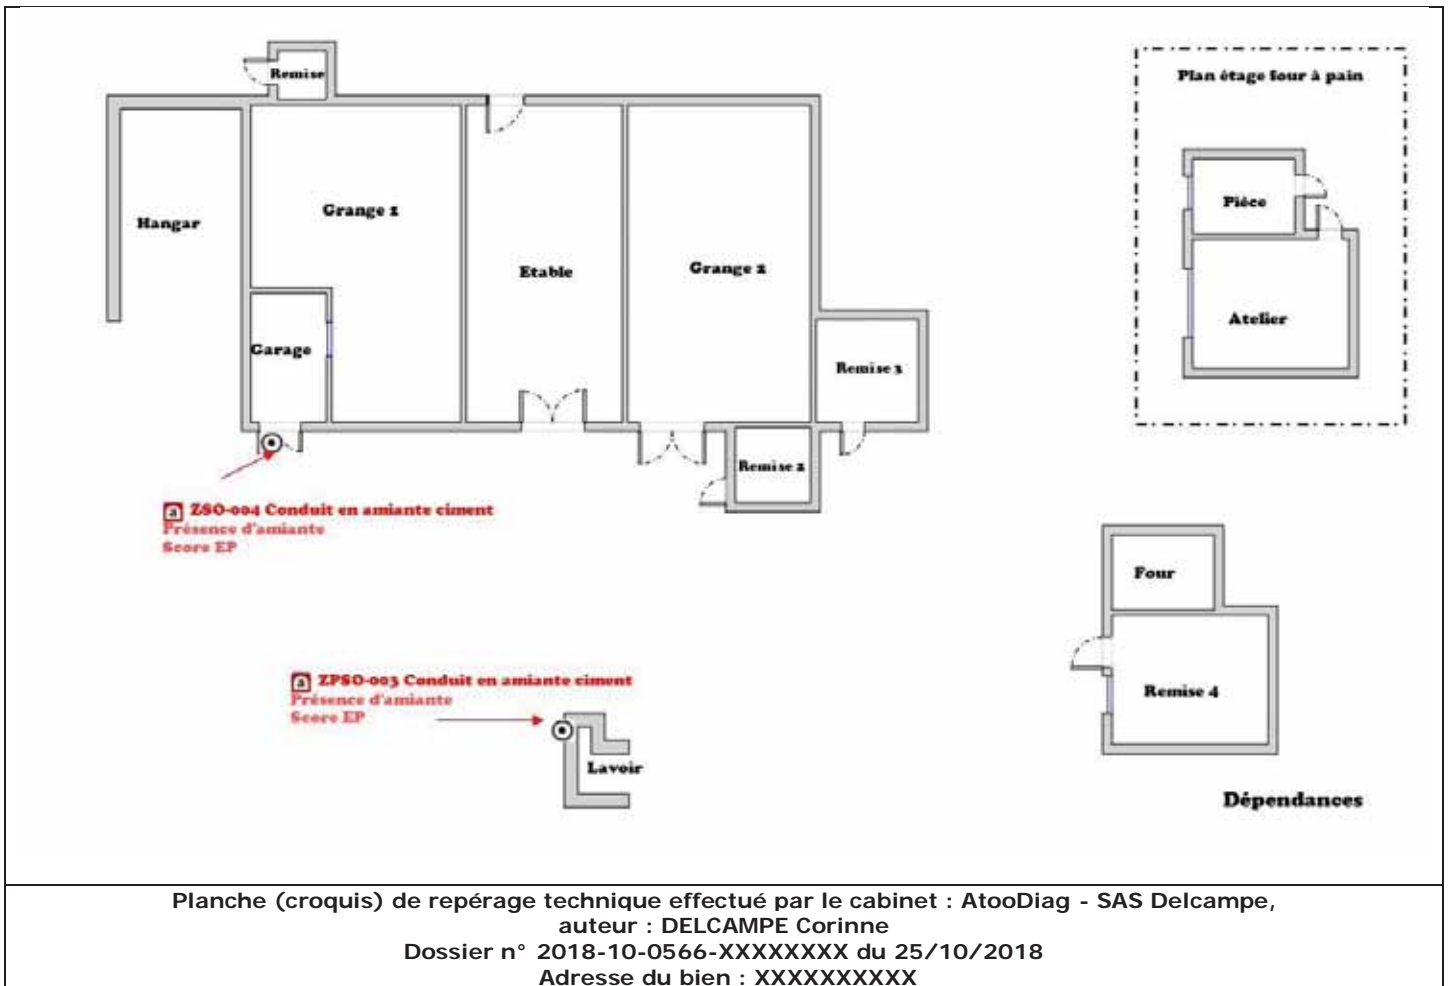 Remise
Plan étage four à pain
Hangar
Grange 1
Etable
Grange 2
Pièce
Atelier
Garage
Remise 3
Remise 2
a ZSO-004 Conduit en amiante ciment
Présence d'amiante
Score EP
Four
Remise 4
a ZPSO-003 Conduit en amiante ciment
Présence d'amiante
Score EP
Lavoir
Dépendances
Planche (croquis) de repérage technique effectué par le cabinet : AtooDiag - SAS Delcampe,
auteur : DELCAMPE Corinne
Dossier n° 2018-10-0566-XXXXXXXX du 25/10/2018
Adresse du bien : XXXXXXXXXX